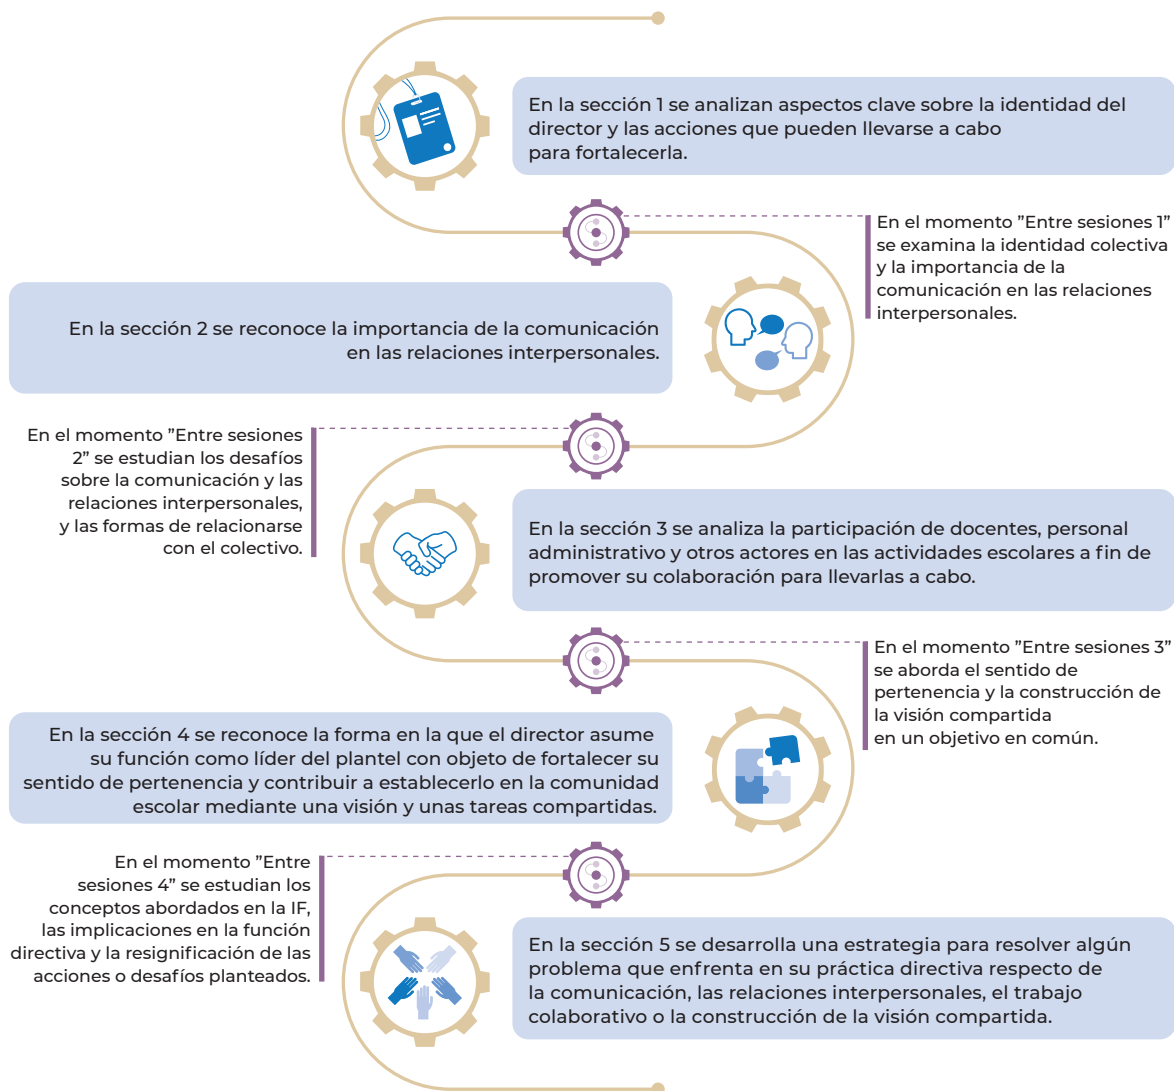 En la sección 1 se analizan aspectos clave sobre la identidad del
director y las acciones que pueden llevarse a cabo
para fortalecerla.
En el momento ”Entre sesiones 1”
se examina la identidad colectiva
y la importancia de la
comunicación en las relaciones
interpersonales.
En la sección 2 se reconoce la importancia de la comunicación
en las relaciones interpersonales.
En el momento ”Entre sesiones
2” se estudian los desafíos
sobre la comunicación y las
relaciones interpersonales,
y las formas de relacionarse
con el colectivo.
En la sección 3 se analiza la participación de docentes, personal
administrativo y otros actores en las actividades escolares a fin de
promover su colaboración para llevarlas a cabo.
En el momento ”Entre sesiones 3”
se aborda el sentido de
pertenencia y la construcción de
la visión compartida
en un objetivo en común.
En la sección 4 se reconoce la forma en la que el director asume
su función como líder del plantel con objeto de fortalecer su
sentido de pertenencia y contribuir a establecerlo en la comunidad
escolar mediante una visión y unas tareas compartidas.
En el momento ”Entre
sesiones 4” se estudian los
conceptos abordados en la IF,
las implicaciones en la función
directiva y la resignificación de las
acciones o desafíos planteados.
En la sección 5 se desarrolla una estrategia para resolver algún
problema que enfrenta en su práctica directiva respecto de
la comunicación, las relaciones interpersonales, el trabajo
colaborativo o la construcción de la visión compartida.